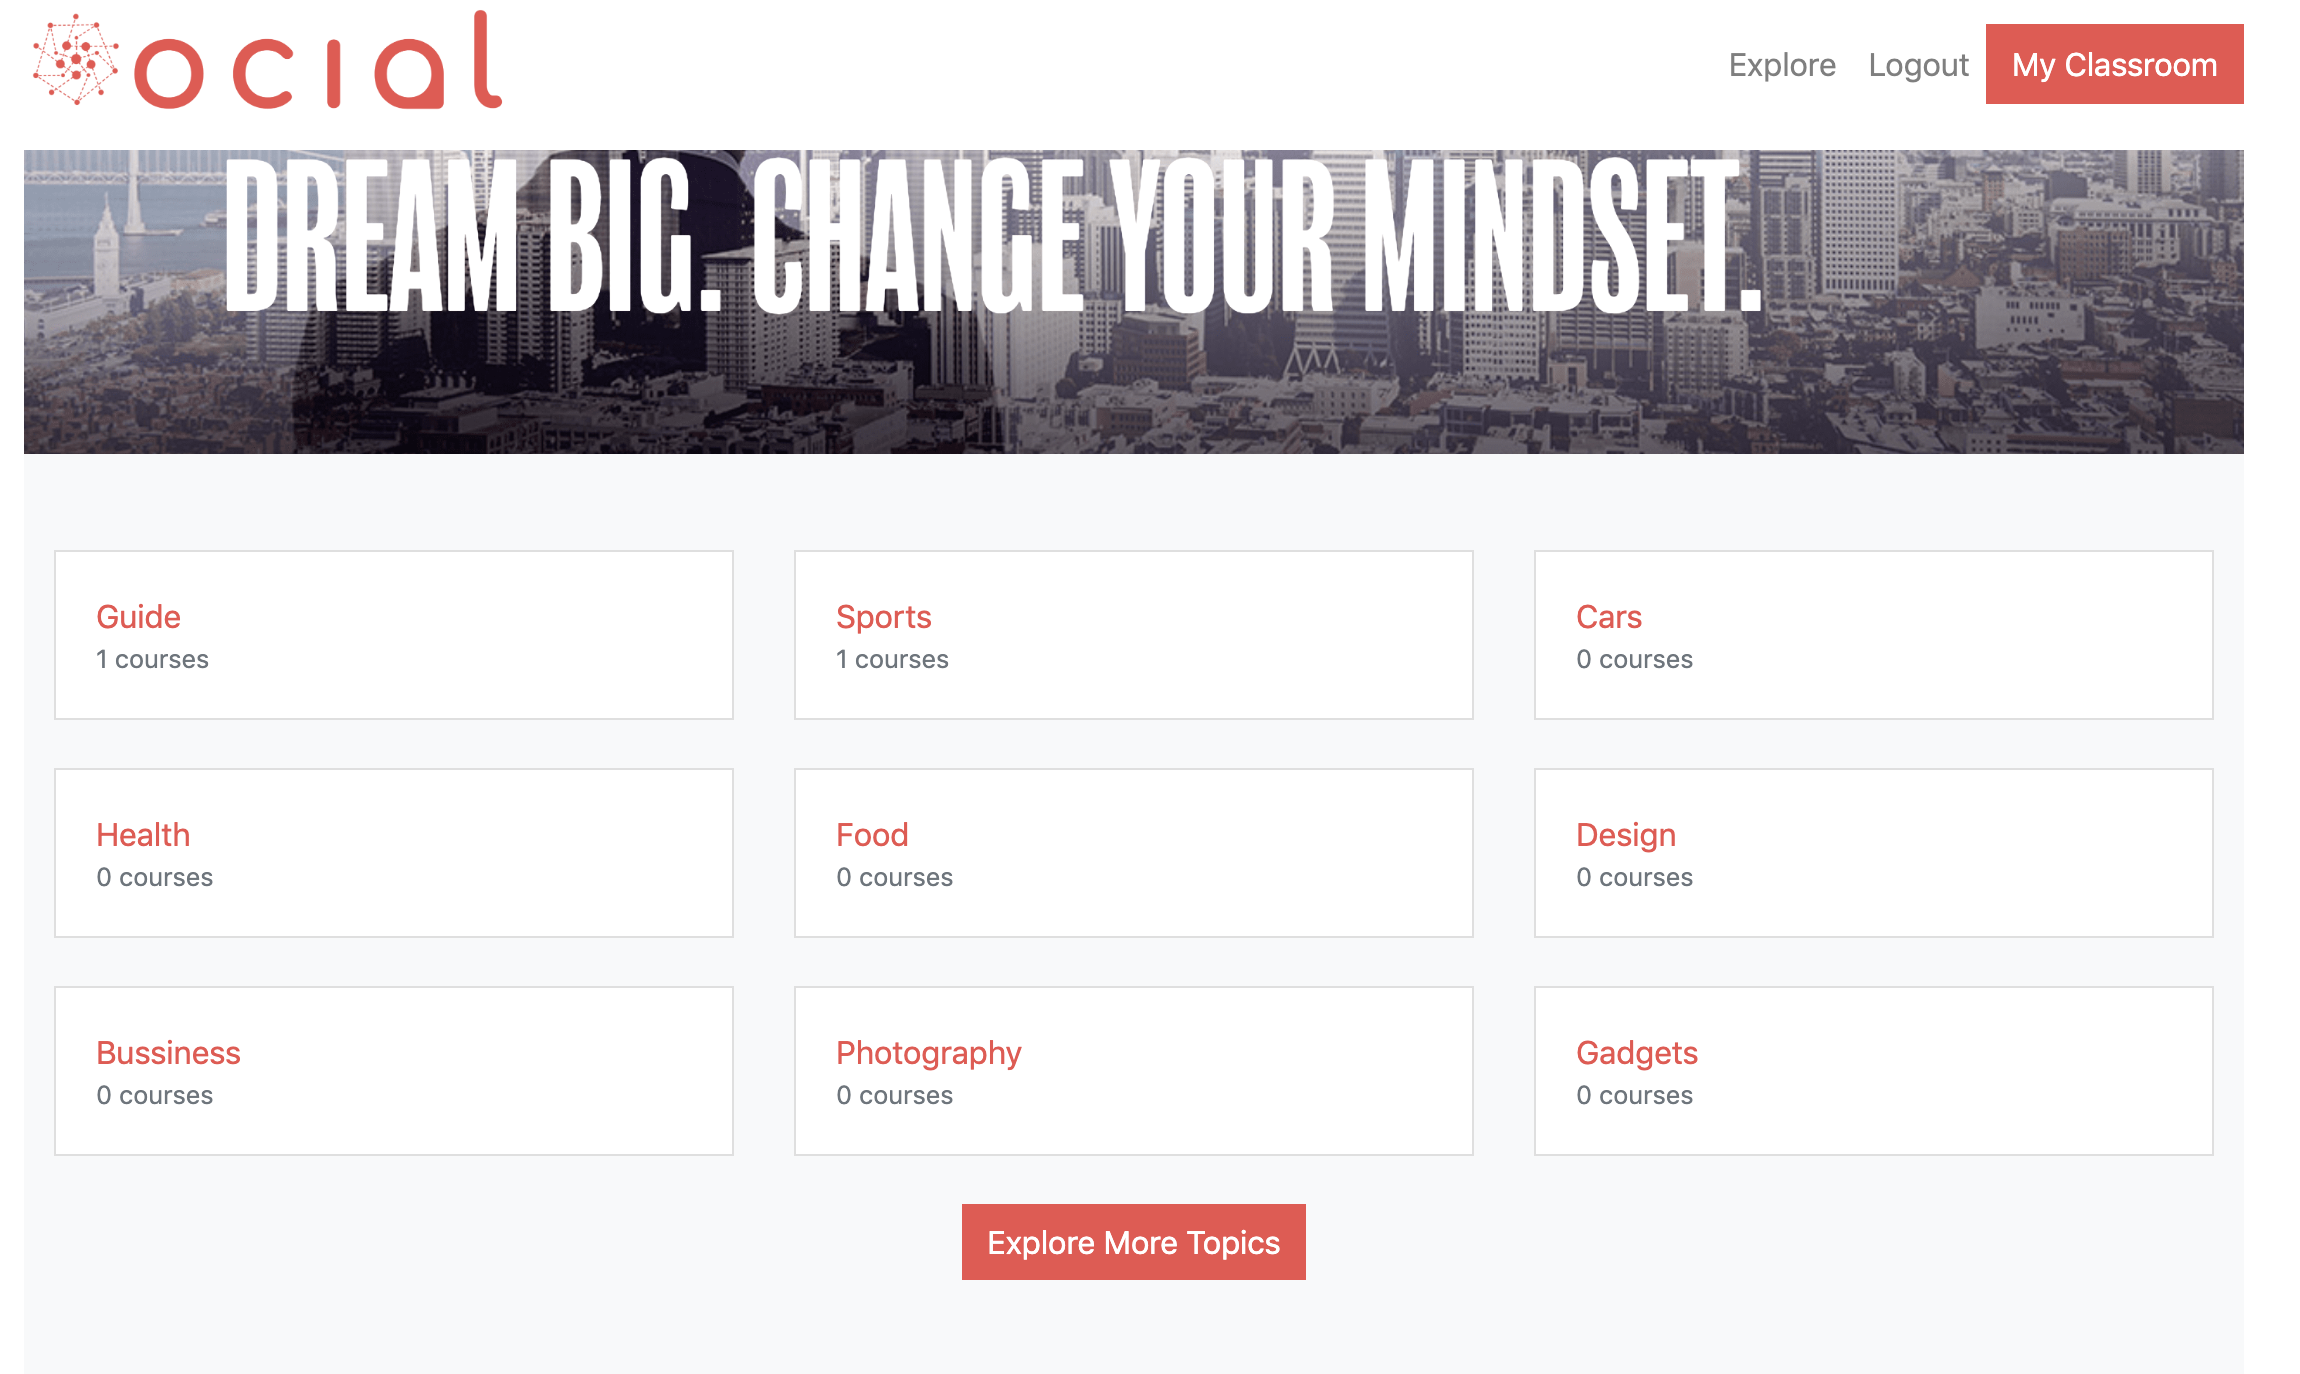 ocial
Explore Logout My Classroom
DREAM BIG. CHANGE YOUR MINDSET.
Guide
1 courses
Sports
1 courses
Cars
0 courses
Health
0 courses
Food
0 courses
Design
0 courses
Bussiness
0 courses
Photography
0 courses
Gadgets
0 courses
Explore More Topics